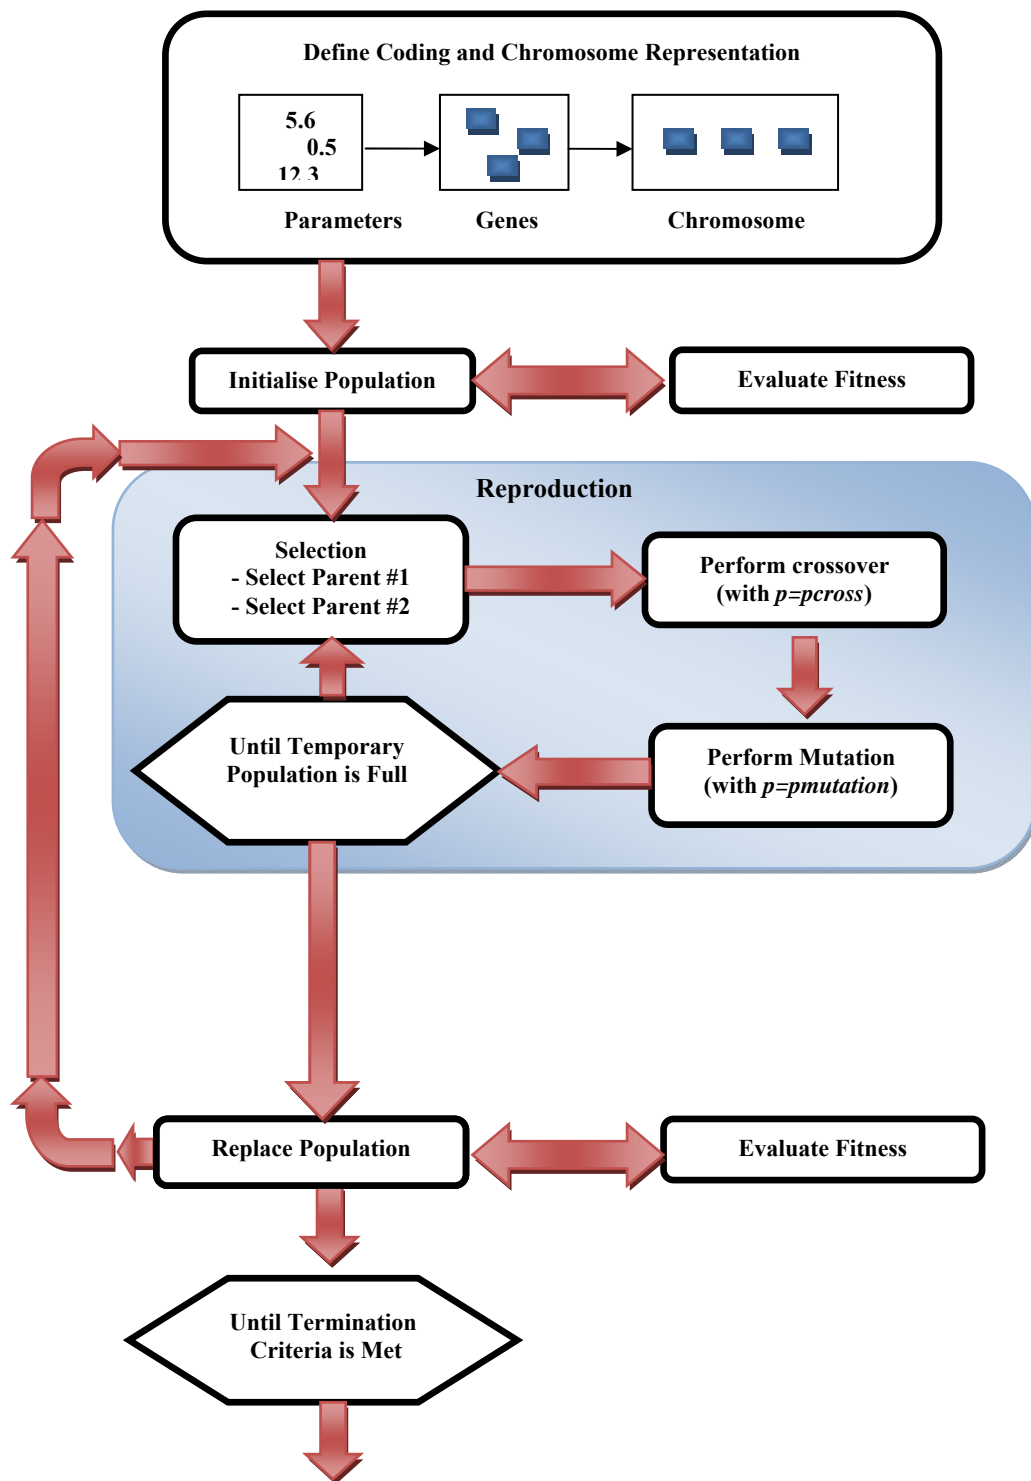 Define Coding and Chromosome Representation
5.6
0.5
12.3
Parameters
Genes
Chromosome
Initialise Population
Evaluate Fitness
Reproduction
Selection
- Select Parent #1
- Select Parent #2
Perform crossover
(with p=pcross)
Until Temporary
Population is Full
Perform Mutation
(with p=pmutation)
Replace Population
Evaluate Fitness
Until Termination
Criteria is Met